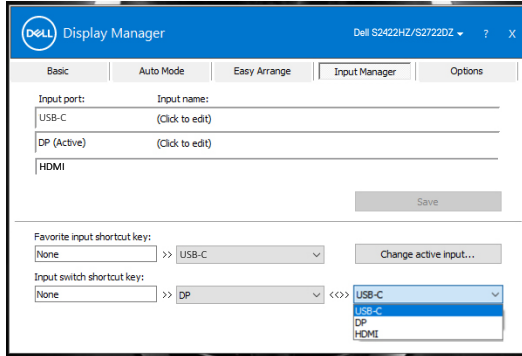 DELL Display Manager Dell S2422HZ/S2722DZ ? X
Basic Auto Mode Easy Arrange Input Manager Options
Input port: Input name:
USB-C (Click to edit)
DP (Active) (Click to edit)
HDMI
Save
Favorite input shortcut key:
None >> USB-C Change active input...
Input switch shortcut key:
None >> DP <<>> USB-C
USB-C
DP
HDMI